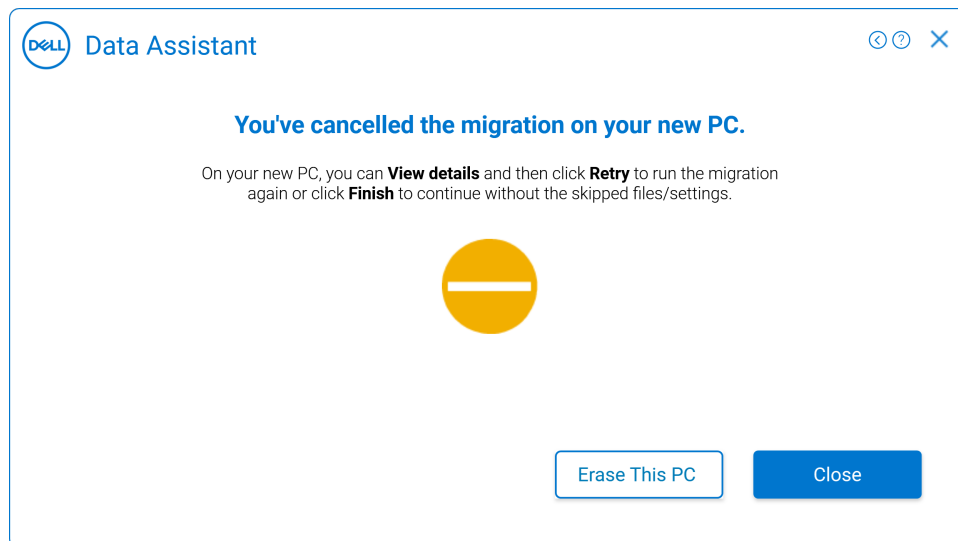 DELL Data Assistant
You've cancelled the migration on your new PC.
On your new PC, you can View details and then click Retry to run the migration
again or click Finish to continue without the skipped files/settings.
Erase This PC Close